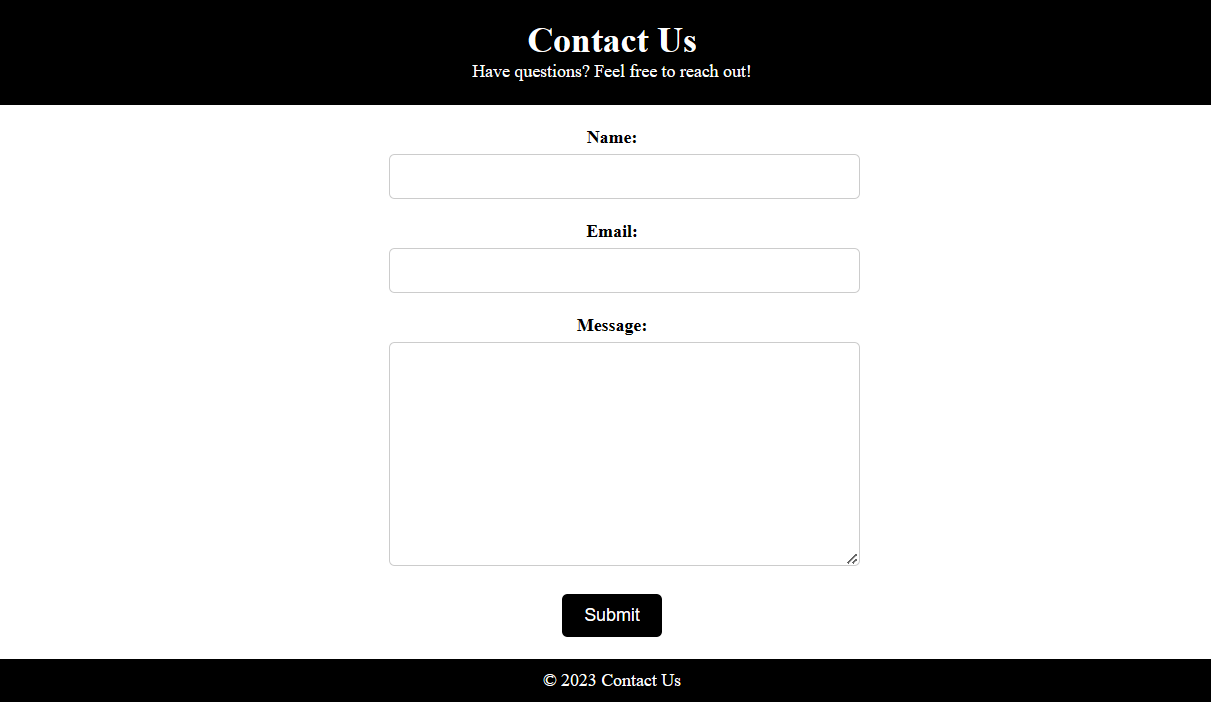 Contact Us
Have questions? Feel free to reach out!
Name:
Email:
Message:
Submit
© 2023 Contact Us